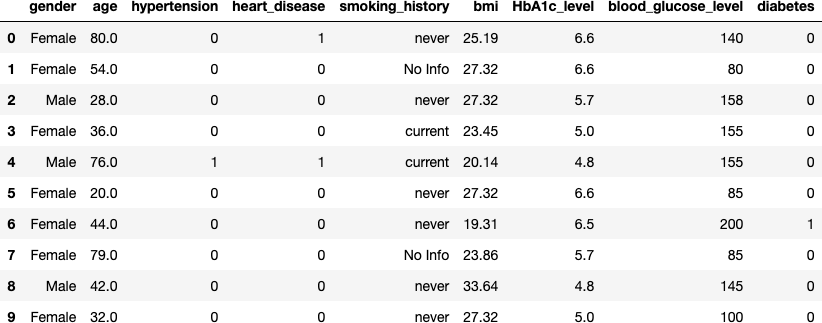 gender age hypertension heart_disease smoking_history bmi HbA1c_level blood_glucose_level diabetes
0 Female 80.0 0 1 never 25.19 6.6 140 0
1 Female 54.0 0 0 No Info 27.32 6.6 80 0
2 Male 28.0 0 0 never 27.32 5.7 158 0
3 Female 36.0 0 0 current 23.45 5.0 155 0
4 Male 76.0 1 1 current 20.14 4.8 155 0
5 Female 20.0 0 0 never 27.32 6.6 85 0
6 Female 44.0 0 0 never 19.31 6.5 200 1
7 Female 79.0 0 0 No Info 23.86 5.7 85 0
8 Male 42.0 0 0 never 33.64 4.8 145 0
9 Female 32.0 0 0 never 27.32 5.0 100 0